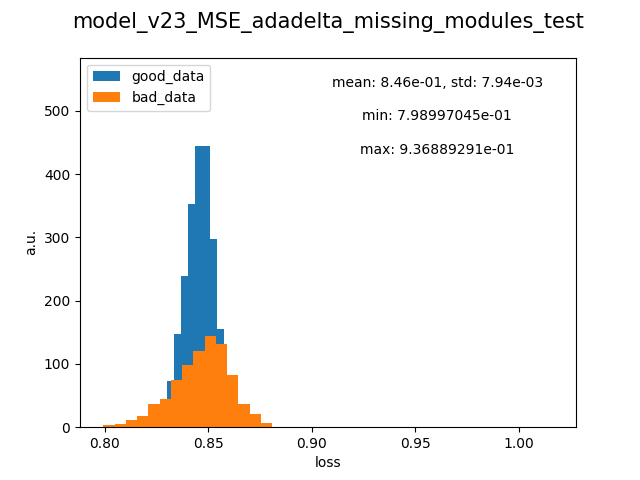 model_v23_MSE_adadelta_missing_modules_test
good_data
bad_data
mean: 8.46e-01, std: 7.94e-03
min: 7.98997045e-01
max: 9.36889291e-01
a.u.
500
400
300
200
100
0
0.80 0.85 0.90 0.95 1.00
loss